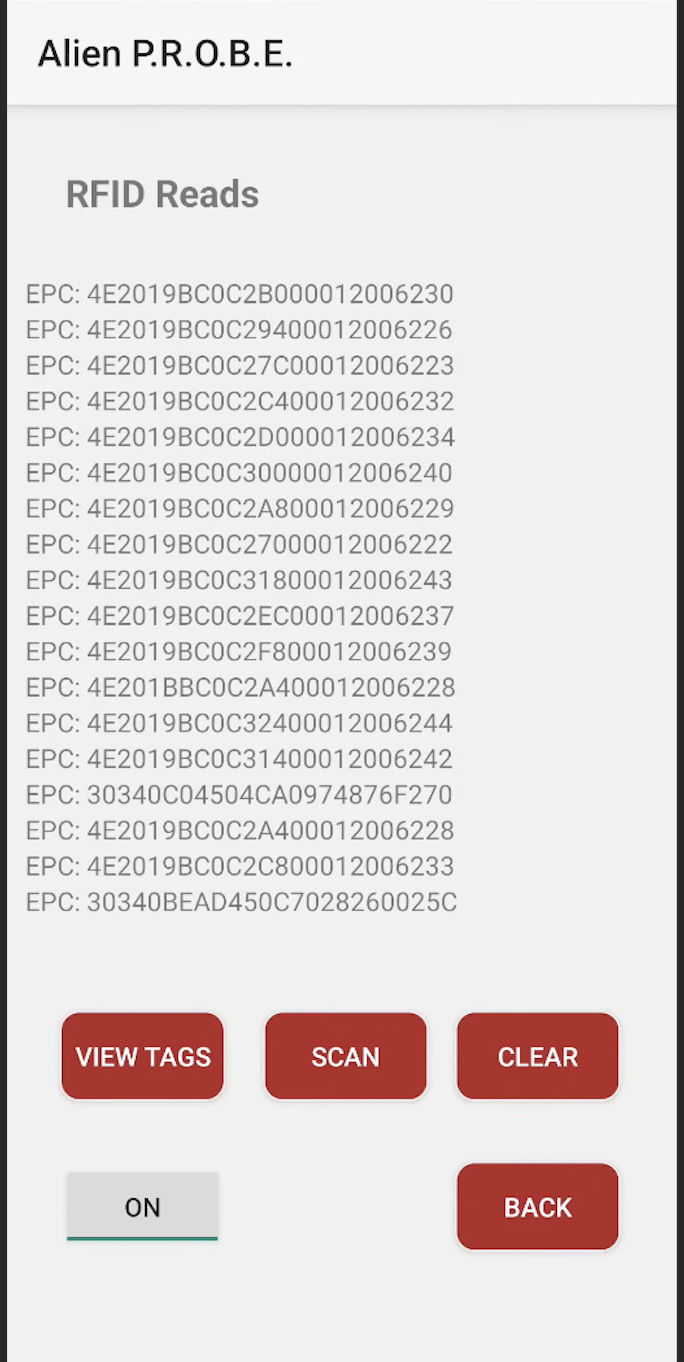 Alien P.R.O.B.E.
RFID Reads
EPC: 4E2019BC0C2B000012006230
EPC: 4E2019BC0C29400012006226
EPC: 4E2019BC0C27C00012006223
EPC: 4E2019BC0C2C400012006232
EPC: 4E2019BC0C2D000012006234
EPC: 4E2019BC0C30000012006240
EPC: 4E2019BC0C2A800012006229
EPC: 4E2019BC0C27000012006222
EPC: 4E2019BC0C31800012006243
EPC: 4E2019BC0C2EC00012006237
EPC: 4E2019BC0C2F800012006239
EPC: 4E201BBC0C2A400012006228
EPC: 4E2019BC0C32400012006244
EPC: 4E2019BC0C31400012006242
EPC: 30340C04504CA0974876F270
EPC: 4E2019BC0C2A400012006228
EPC: 4E2019BC0C2C800012006233
EPC: 30340BEAD450C7028260025C
VIEW TAGS
SCAN
CLEAR
ON
BACK